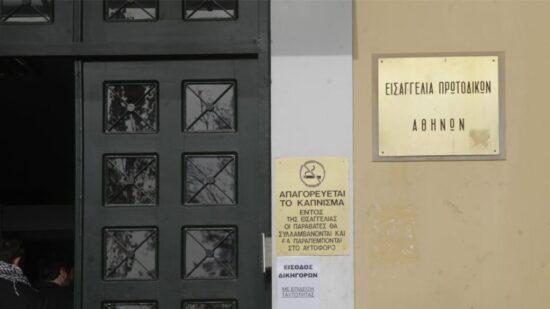 ΕΙΣΑΓΓΕΛΙΑ ΠΡΩΤΟΔΙΚΩΝ
ΑΘΗΝΩΝ
ΑΠΑΓΟΡΕΥΕΤΑΙ
ΤΟ ΚΑΠΝΙΣΜΑ
ΕΝΤΟΣ
ΤΗΣ ΕΙΣΑΓΓΕΛΙΑΣ
ΟΙ ΠΑΡΑΒΑΤΕΣ ΘΑ
ΣΥΛΛΑΜΒΑΝΟΝΤΑΙ ΚΑΙ
ΘΑ ΠΑΡΑΠΕΜΠΟΝΤΑΙ
ΣΤΟ ΑΥΤΟΦΩΡΟ
ΕΙΣΟΔΟΣ
ΔΙΚΗΓΟΡΩΝ
ΜΕ ΕΠΙΔΕΙΞΗ
ΤΑΥΤΟΤΗΤΑΣ